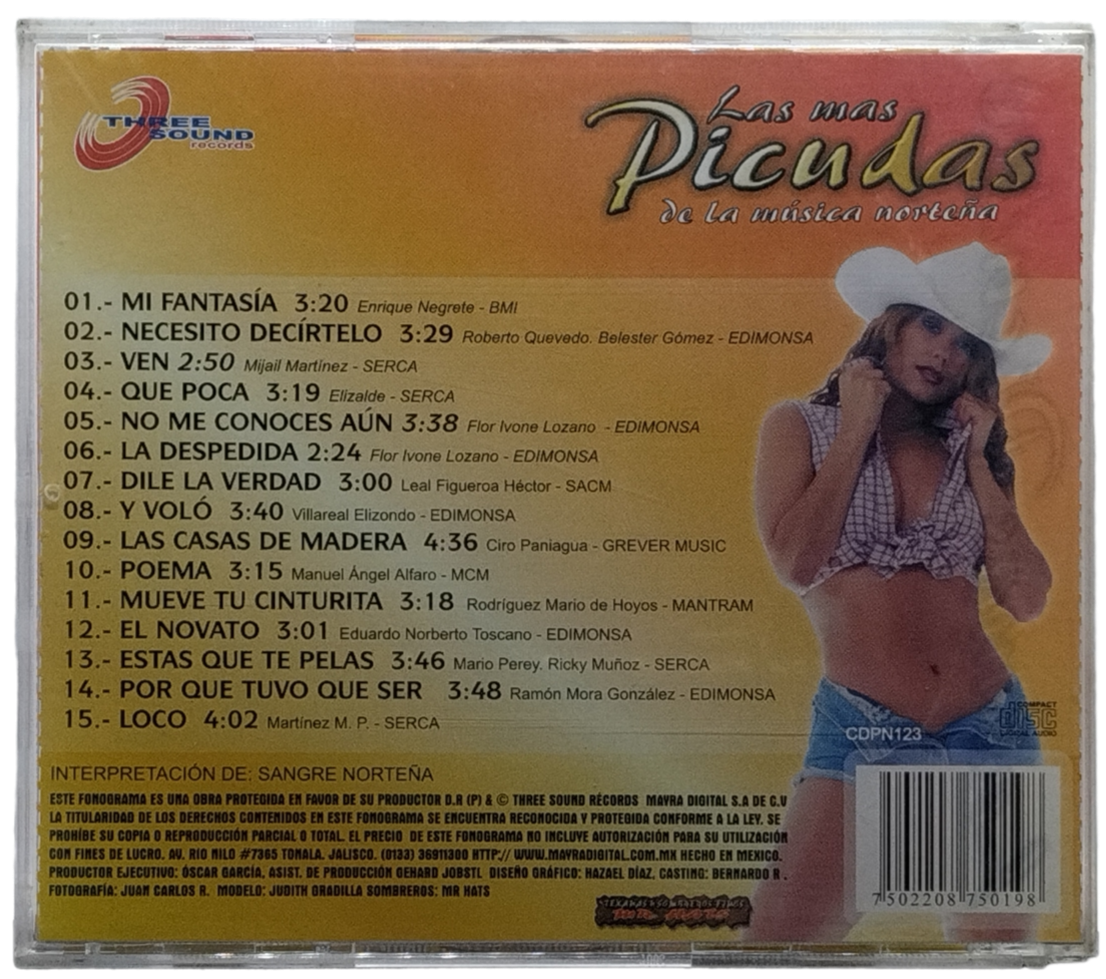 THREE
SOUND
records
Las mas
Picudas
de la música norteña
01.- MI FANTASÍA 3:20 Enrique Negrete - BMI
02.- NECESITO DECÍRTELO 3:29 Roberto Quevedo. Belester Gómez - EDIMONSA
03.- VEN 2:50 Mijail Martínez - SERCA
04.- QUE POCA 3:19 Elizalde - SERCA
05.- NO ME CONOCES AÚN 3:38 Flor Ivone Lozano - EDIMONSA
06.- LA DESPEDIDA 2:24 Flor Ivone Lozano - EDIMONSA
07.- DILE LA VERDAD 3:00 Leal Figueroa Héctor - SACM
08.- Y VOLÓ 3:40 Villareal Elizondo - EDIMONSA
09.- LAS CASAS DE MADERA 4:36 Ciro Paniagua - GREVER MUSIC
10.- POEMA 3:15 Manuel Ángel Alfaro - MCM
11.- MUEVE TU CINTURITA 3:18 Rodríguez Mario de Hoyos - MANTRAM
12.- EL NOVATO 3:01 Eduardo Norberto Toscano - EDIMONSA
13.- ESTAS QUE TE PELAS 3:46 Mario Perey. Ricky Muñoz - SERCA
14.- POR QUE TUVO QUE SER 3:48 Ramón Mora González - EDIMONSA
15.- LOCO 4:02 Martínez M. P. - SERCA
COMPACT
disc
DIGITAL AUDIO
CDPN123
INTERPRETACIÓN DE: SANGRE NORTEÑA
ESTE FONOGRAMA ES UNA OBRA PROTEGIDA EN FAVOR DE SU PRODUCTOR D.R (P) & © THREE SOUND RÉCORDS MAYRA DIGITAL S.A DE C.V
LA TITULARIDAD DE LOS DERECHOS CONTENIDOS EN ESTE FONOGRAMA SE ENCUENTRA RECONOCIDA Y PROTEGIDA CONFORME A LA LEY. SE
PROHÍBE SU COPIA O REPRODUCCIÓN PARCIAL O TOTAL. EL PRECIO DE ESTE FONOGRAMA NO INCLUYE AUTORIZACIÓN PARA SU UTILIZACIÓN
CON FINES DE LUCRO. AV. RIO NILO #7365 TONALA. JALISCO. (0133) 36911300 HTTP:// WWW.MAYRADIGITAL.COM.MX HECHO EN MEXICO.
PRODUCTOR EJECUTIVO: ÓSCAR GARCÍA. ASIST. DE PRODUCCIÓN GEHARD JOBSTL DISEÑO GRÁFICO: HAZAEL DÍAZ. CASTING: BERNARDO R .
FOTOGRAFÍA: JUAN CARLOS R. MODELO: JUDITH GRADILLA SOMBREROS: MR HATS
MR HATS
7 502208 750198